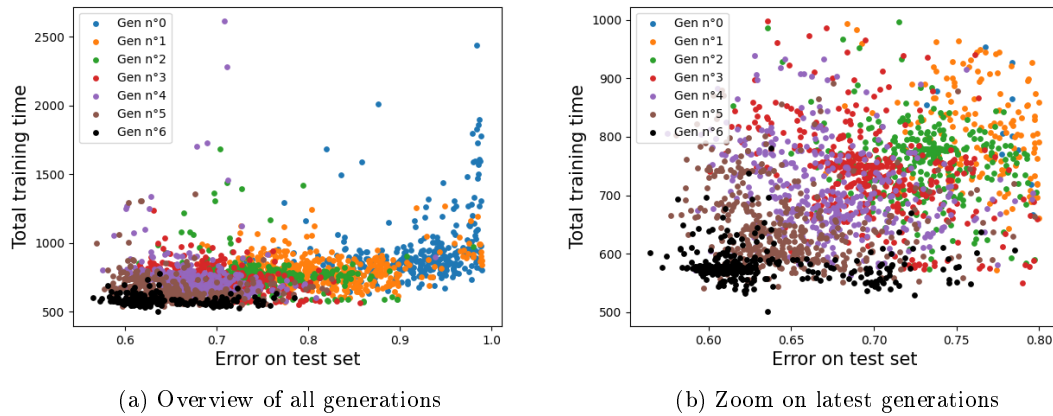 Total training time
2500
2000
1500
1000
500
Gen n°0
Gen n°1
Gen n°2
Gen n°3
Gen n°4
Gen n°5
Gen n°6
0.6 0.7 0.8 0.9 1.0
Error on test set
(a) Overview of all generations
Total training time
1000
900
800
700
600
500
Gen n°0
Gen n°1
Gen n°2
Gen n°3
Gen n°4
Gen n°5
Gen n°6
0.60 0.65 0.70 0.75 0.80
Error on test set
(b) Zoom on latest generations